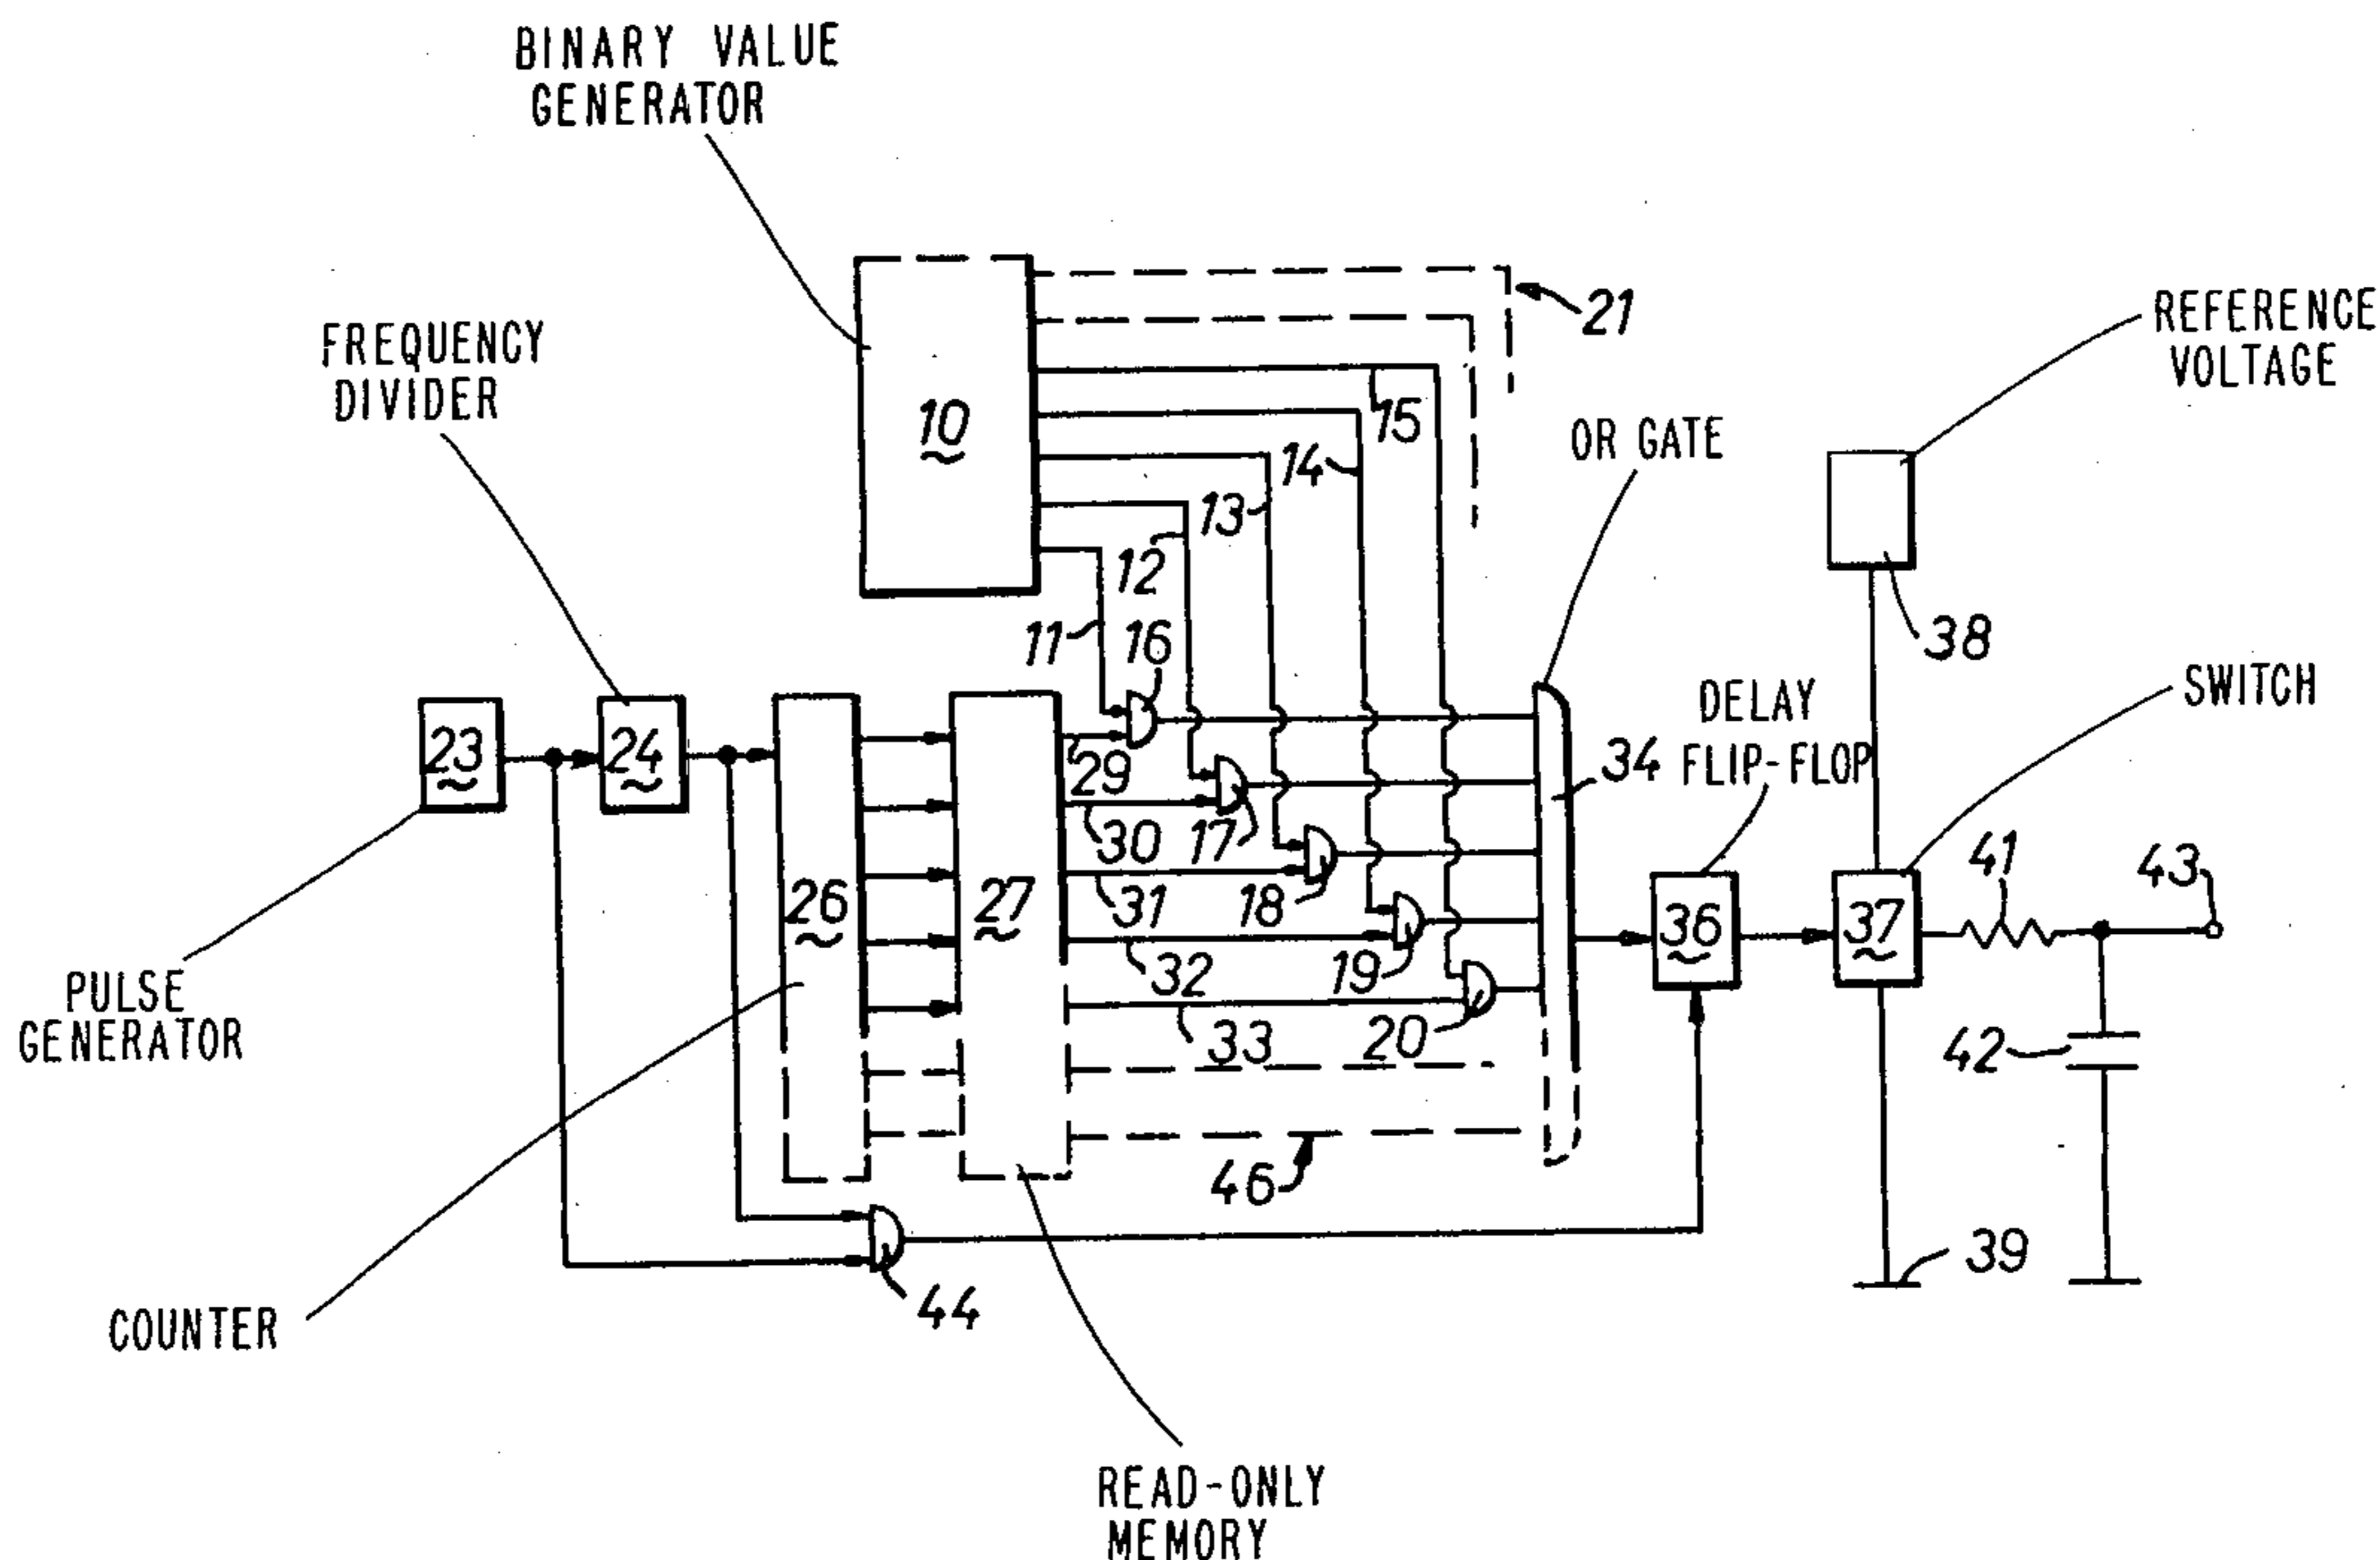 BINARY VALUE
GENERATOR
FREQUENCY
DIVIDER
21
REFERENCE
VOLTAGE
10
15
OR GATE
14
13
12
11
16
38
SWITCH
DELAY
FLIP-FLOP
23
24
29
34
30
17
41
43
26
27
31
18
36
37
PULSE
GENERATOR
32
19
33
20
42
46
39
44
COUNTER
READ-ONLY
MEMORY